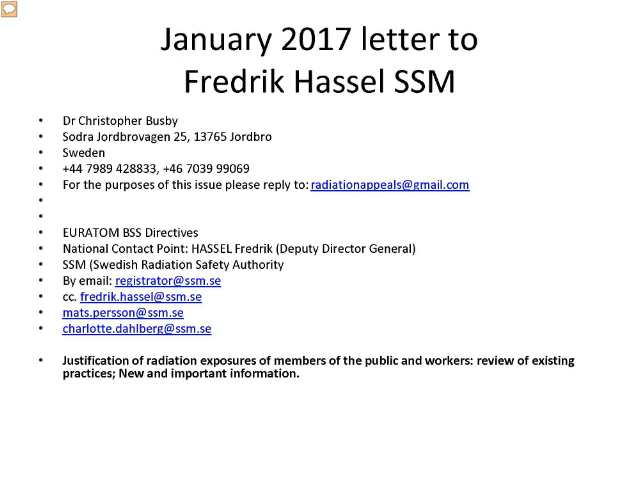 January 2017 letter to
Fredrik Hassel SSM
• Dr Christopher Busby
• Sodra Jordbrovagen 25, 13765 Jordbro
• Sweden
• +44 7989 428833, +46 7039 99069
• For the purposes of this issue please reply to: radiationappeals@gmail.com
•
•
• EURATOM BSS Directives
• National Contact Point: HASSEL Fredrik (Deputy Director General)
• SSM (Swedish Radiation Safety Authority
• By email: registrator@ssm.se
• cc. fredrik.hassel@ssm.se
• mats.persson@ssm.se
• charlotte.dahlberg@ssm.se
• Justification of radiation exposures of members of the public and workers: review of existing
practices; New and important information.